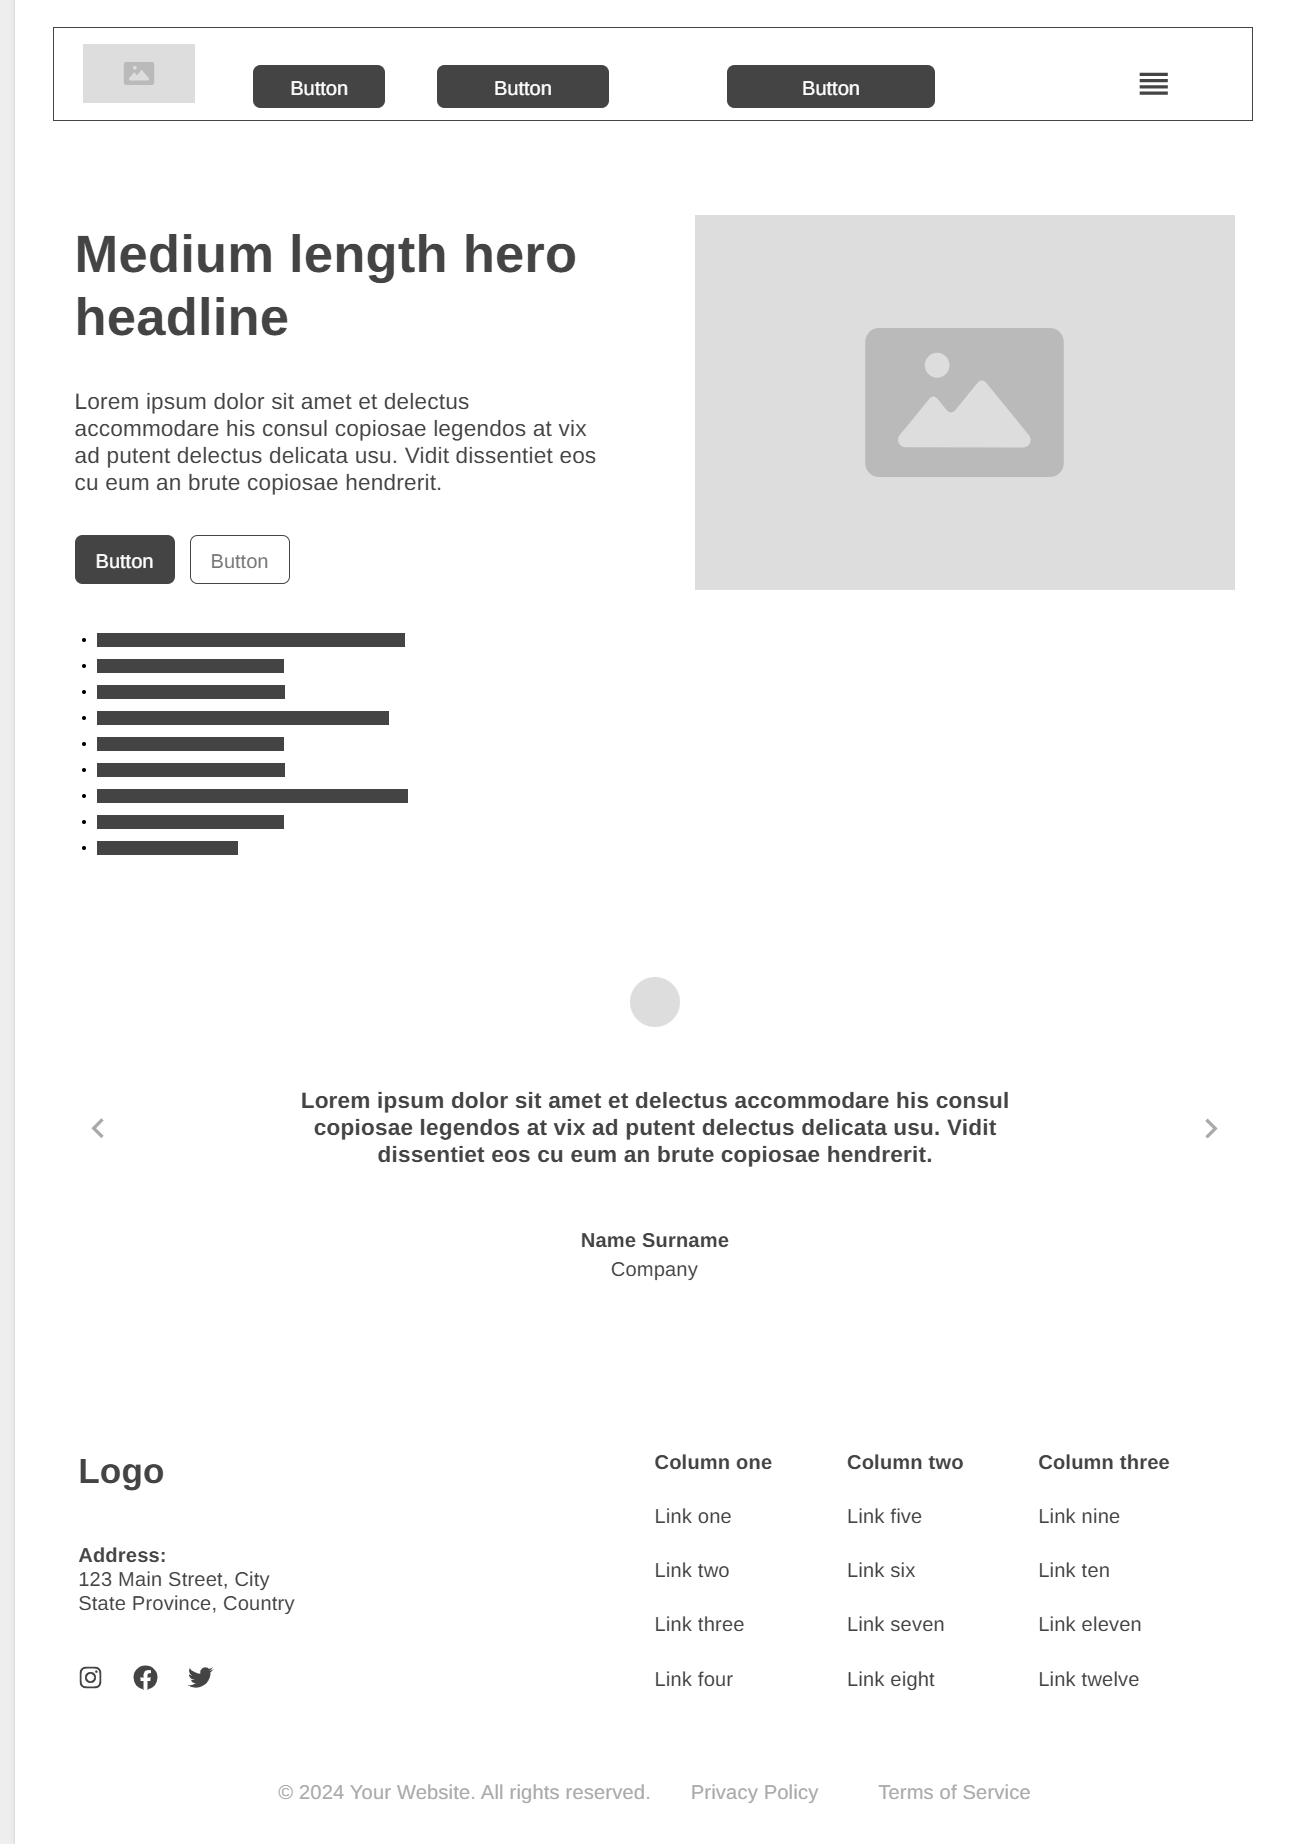 Button
Button
Button
Medium length hero
headline
Lorem ipsum dolor sit amet et delectus
accommodare his consul copiosae legendos at vix
ad putent delectus delicata usu. Vidit dissentiet eos
cu eum an brute copiosae hendrerit.
Button
Button
Lorem ipsum dolor sit amet et delectus accommodare his consul
copiosae legendos at vix ad putent delectus delicata usu. Vidit
dissentiet eos cu eum an brute copiosae hendrerit.
Name Surname
Company
Logo
Address:
123 Main Street, City
State Province, Country
Column one
Link one
Link two
Link three
Link four
Column two
Link five
Link six
Link seven
Link eight
Column three
Link nine
Link ten
Link eleven
Link twelve
© 2024 Your Website. All rights reserved.
Privacy Policy
Terms of Service